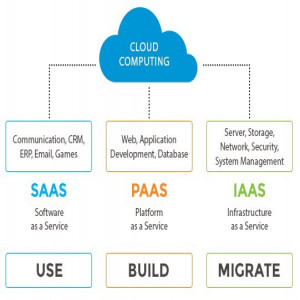 CLOUD
COMPUTING
Communication, CRM,
ERP, Email, Games
Web, Application
Development, Database
Server, Storage,
Network, Security,
System Management
SAAS
PAAS
IAAS
Software
as a Service
Platform
as a Service
Infrastructure
as a Service
USE
BUILD
MIGRATE